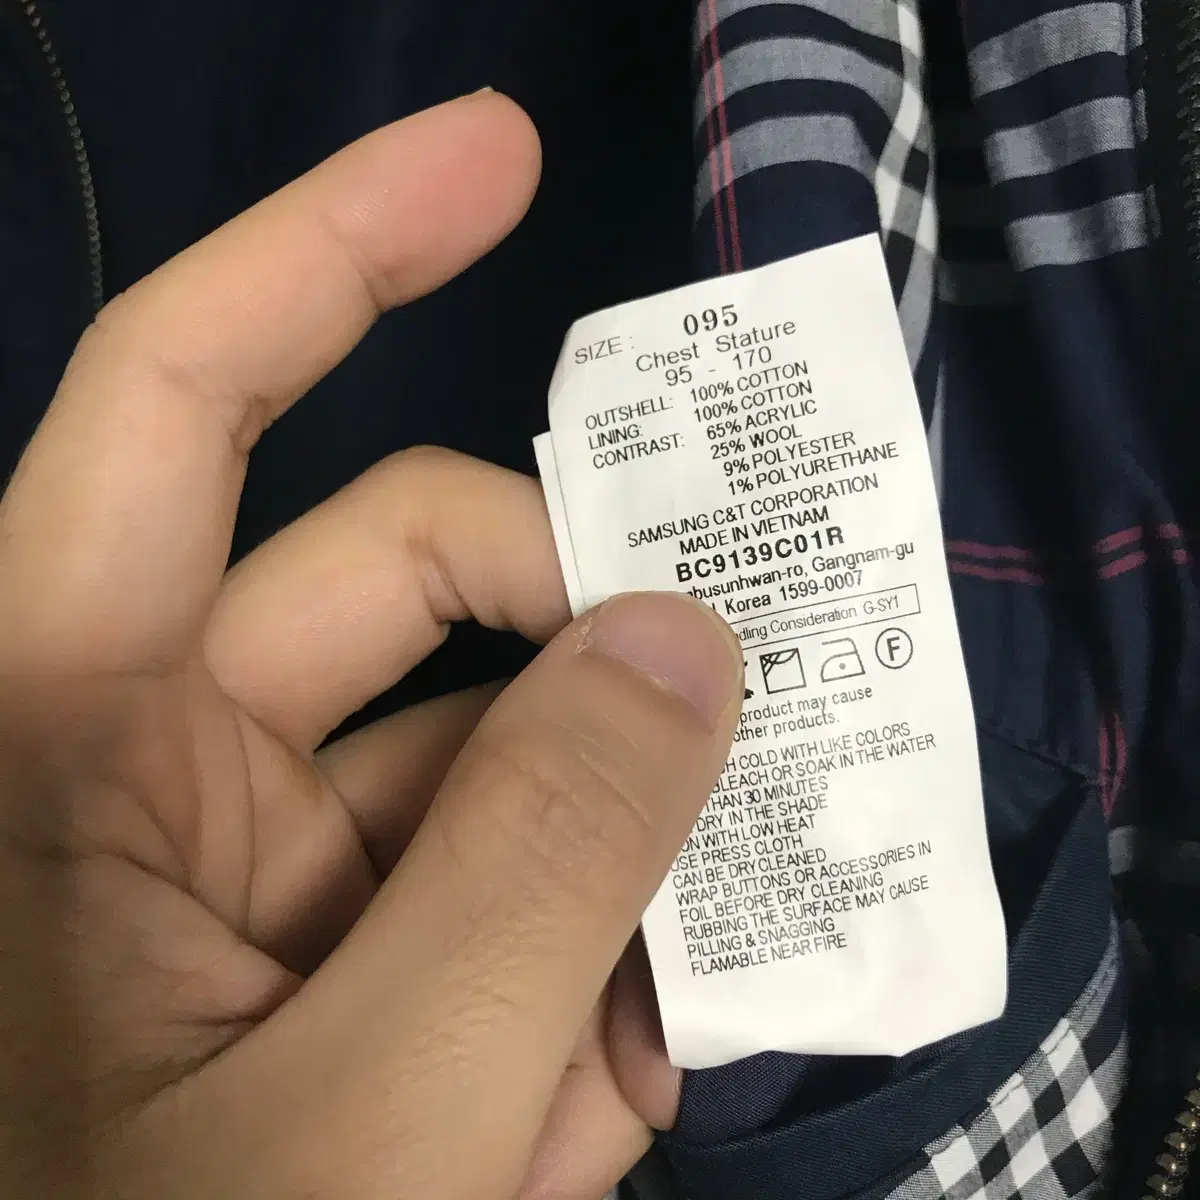 SIZE : 095
Chest Stature
95 - 170
OUTSHELL: 100% COTTON
LINING: 100% COTTON
CONTRAST: 65% ACRYLIC
25% WOOL
9% POLYESTER
1% POLYURETHANE
SAMSUNG C&T CORPORATION
MADE IN VIETNAM
BC9139C01R
busunhwan-ro, Gangnam-gu
Korea 1599-0007
dling Consideration G-SY1
F
product may cause
other products.
H COLD WITH LIKE COLORS
BLEACH OR SOAK IN THE WATER
THAN 30 MINUTES
DRY IN THE SHADE
ON WITH LOW HEAT
USE PRESS CLOTH
CAN BE DRY CLEANED
WRAP BUTTONS OR ACCESSORIES IN
FOIL BEFORE DRY CLEANING
RUBBING THE SURFACE MAY CAUSE
PILLING & SNAGGING
FLAMABLE NEAR FIRE